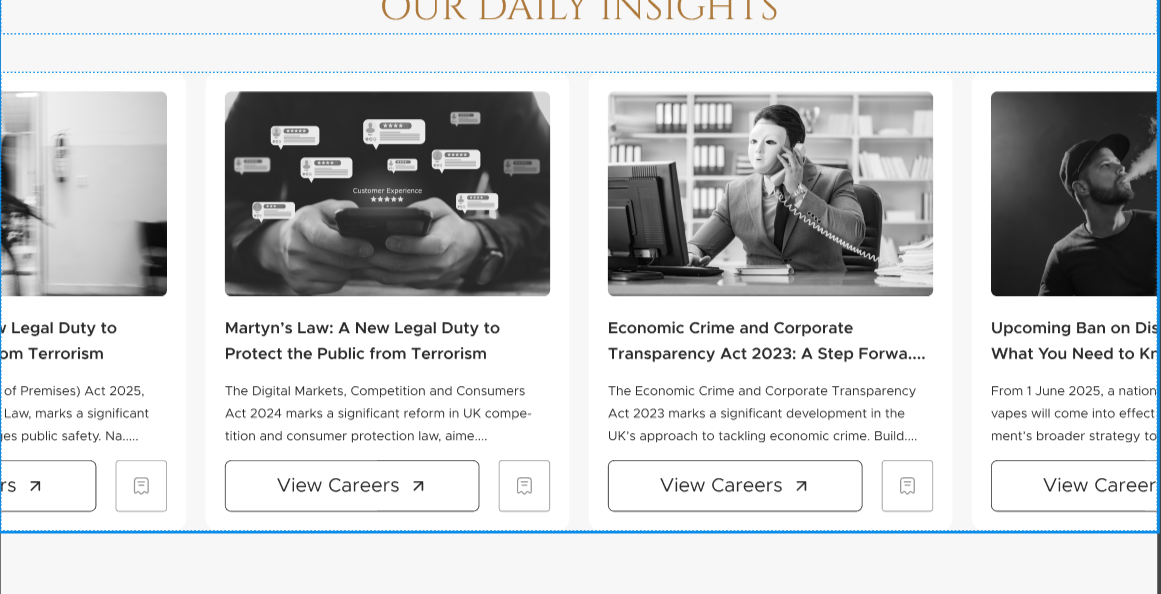 OUR DAILY INSIGHTS
Legal Duty to
Terrorism
of Premises) Act 2025,
Law, marks a significant
public safety. Na.....
Customer Experience
Martyn's Law: A New Legal Duty to
Protect the Public from Terrorism
The Digital Markets, Competition and Consumers
Act 2024 marks a significant reform in UK compe-
tition and consumer protection law, aime....
View Careers
Economic Crime and Corporate
Transparency Act 2023: A Step Forwa....
The Economic Crime and Corporate Transparency
Act 2023 marks a significant development in the
UK's approach to tackling economic crime. Build....
View Careers
Upcoming Ban on Dis
What You Need to Kn
From 1 June 2025, a nation
vapes will come into effect
ment's broader strategy to
View Career